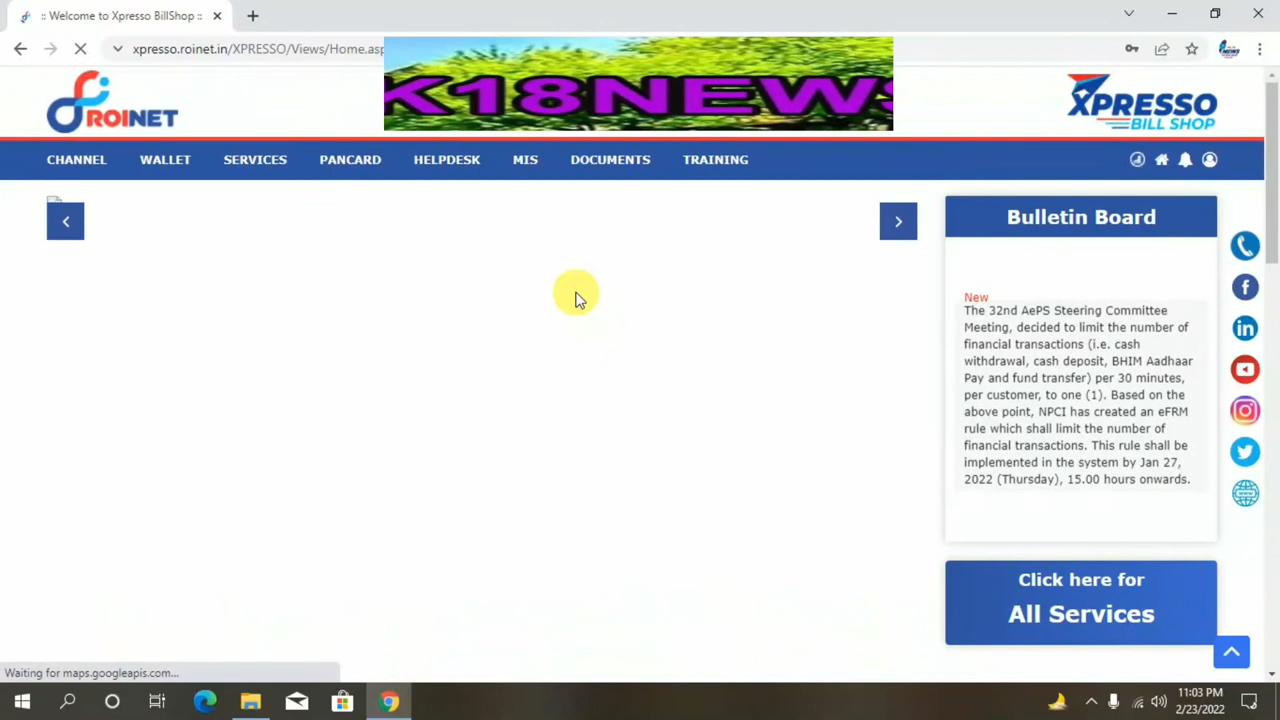 :: Welcome to Xpresso BillShop ::
xpresso.roinet.in/XPRESSO/Views/Home.asp
K18NEWS
ROINET
XPRESSO
BILL SHOP
CHANNEL WALLET SERVICES PANCARD HELPDESK MIS DOCUMENTS TRAINING
Bulletin Board
New
The 32nd AePS Steering Committee
Meeting, decided to limit the number of
financial transactions (i.e. cash
withdrawal, cash deposit, BHIM Aadhaar
Pay and fund transfer) per 30 minutes,
per customer, to one (1). Based on the
above point, NPCI has created an eFRM
rule which shall limit the number of
financial transactions. This rule shall be
implemented in the system by Jan 27,
2022 (Thursday), 15.00 hours onwards.
Click here for
All Services
Waiting for maps.googleapis.com...
11:03 PM
2/23/2022